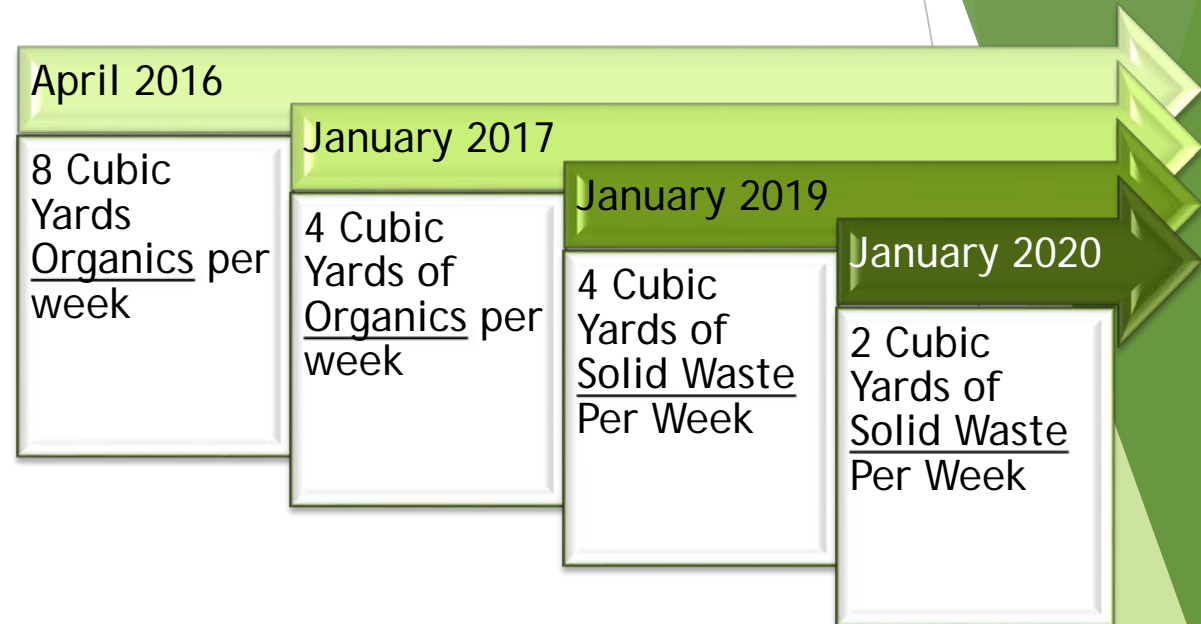 April 2016
8 Cubic
Yards
Organics per
week
January 2017
4 Cubic
Yards of
Organics per
week
January 2019
4 Cubic
Yards of
Solid Waste
Per Week
January 2020
2 Cubic
Yards of
Solid Waste
Per Week